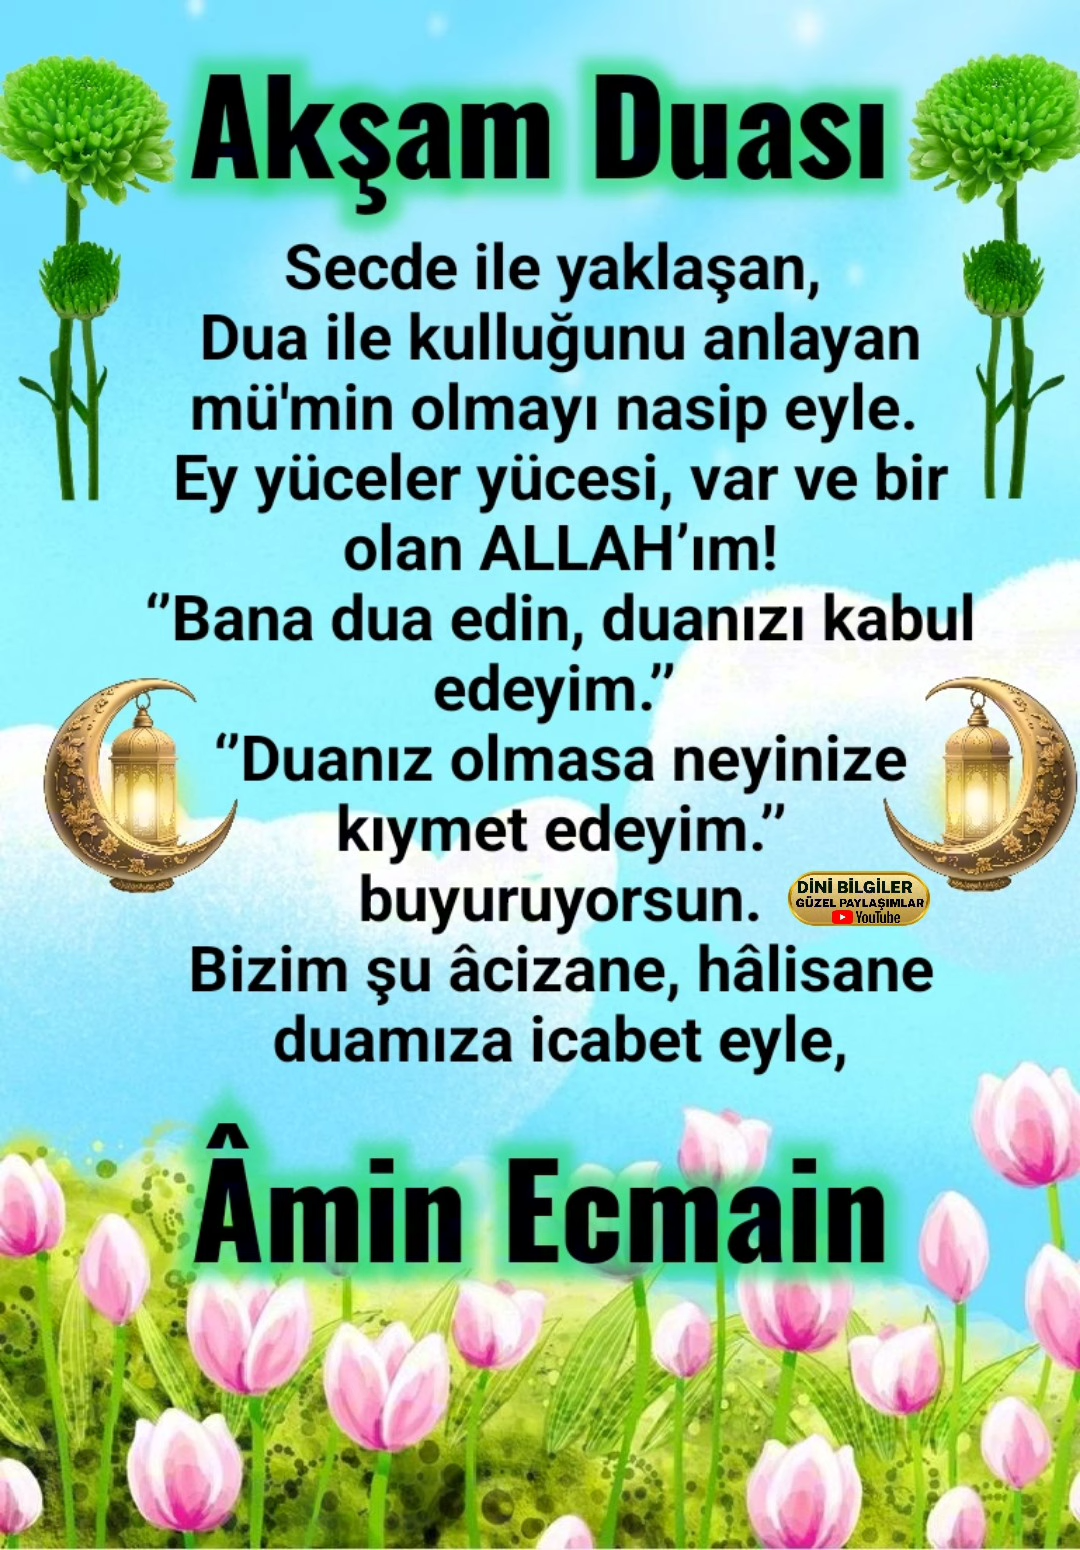 Akşam Duası
Secde ile yaklaşan,
Dua ile kulluğunu anlayan
mü'min olmayı nasip eyle.
Ey yüceler yücesi, var ve bir
olan ALLAH’ım!
‘’Bana dua edin, duanızı kabul
edeyim.’’
‘’Duanız olmasa neyinize
kıymet edeyim.’’
buyuruyorsun.
DİNİ BİLGİLER
GÜZEL PAYLAŞIMLAR
YouTube
Bizim şu âcizane, hâlisane
duamıza icabet eyle,
Âmin Ecmain